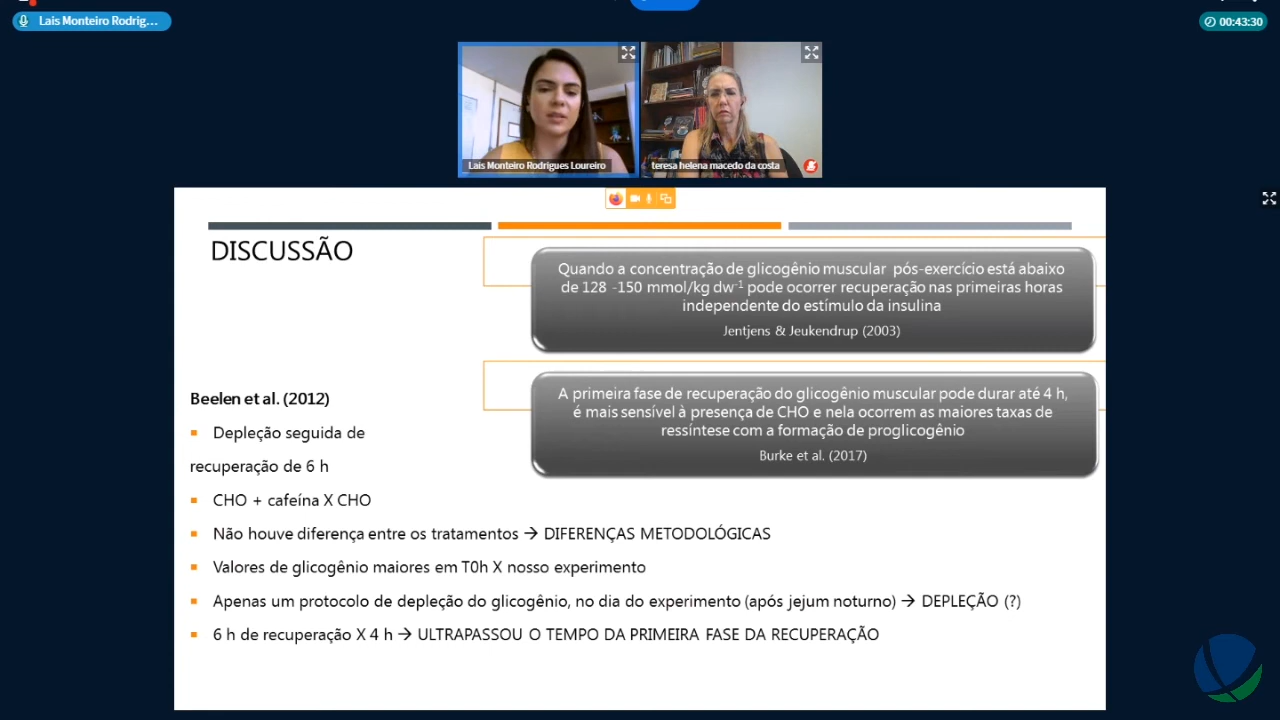 Lais Monteiro Rodrig...
00:43:30
Lais Monteiro Rodrigues Loureiro
teresa helena macedo da costa
DISCUSSÃO
Quando a concentração de glicogênio muscular pós-exercício está abaixo
de 128 -150 mmol/kg dw⁻¹ pode ocorrer recuperação nas primeiras horas
independente do estímulo da insulina
Jentjens & Jeukendrup (2003)
A primeira fase de recuperação do glicogênio muscular pode durar até 4 h,
é mais sensível à presença de CHO e nela ocorrem as maiores taxas de
ressíntese com a formação de proglicogênio
Burke et al. (2017)
Beelen et al. (2012)
Depleção seguida de
recuperação de 6 h
CHO + cafeína X CHO
Não houve diferença entre os tratamentos → DIFERENÇAS METODOLÓGICAS
Valores de glicogênio maiores em T0h X nosso experimento
Apenas um protocolo de depleção do glicogênio, no dia do experimento (após jejum noturno) → DEPLEÇÃO (?)
6 h de recuperação X 4 h → ULTRAPASSOU O TEMPO DA PRIMEIRA FASE DA RECUPERAÇÃO